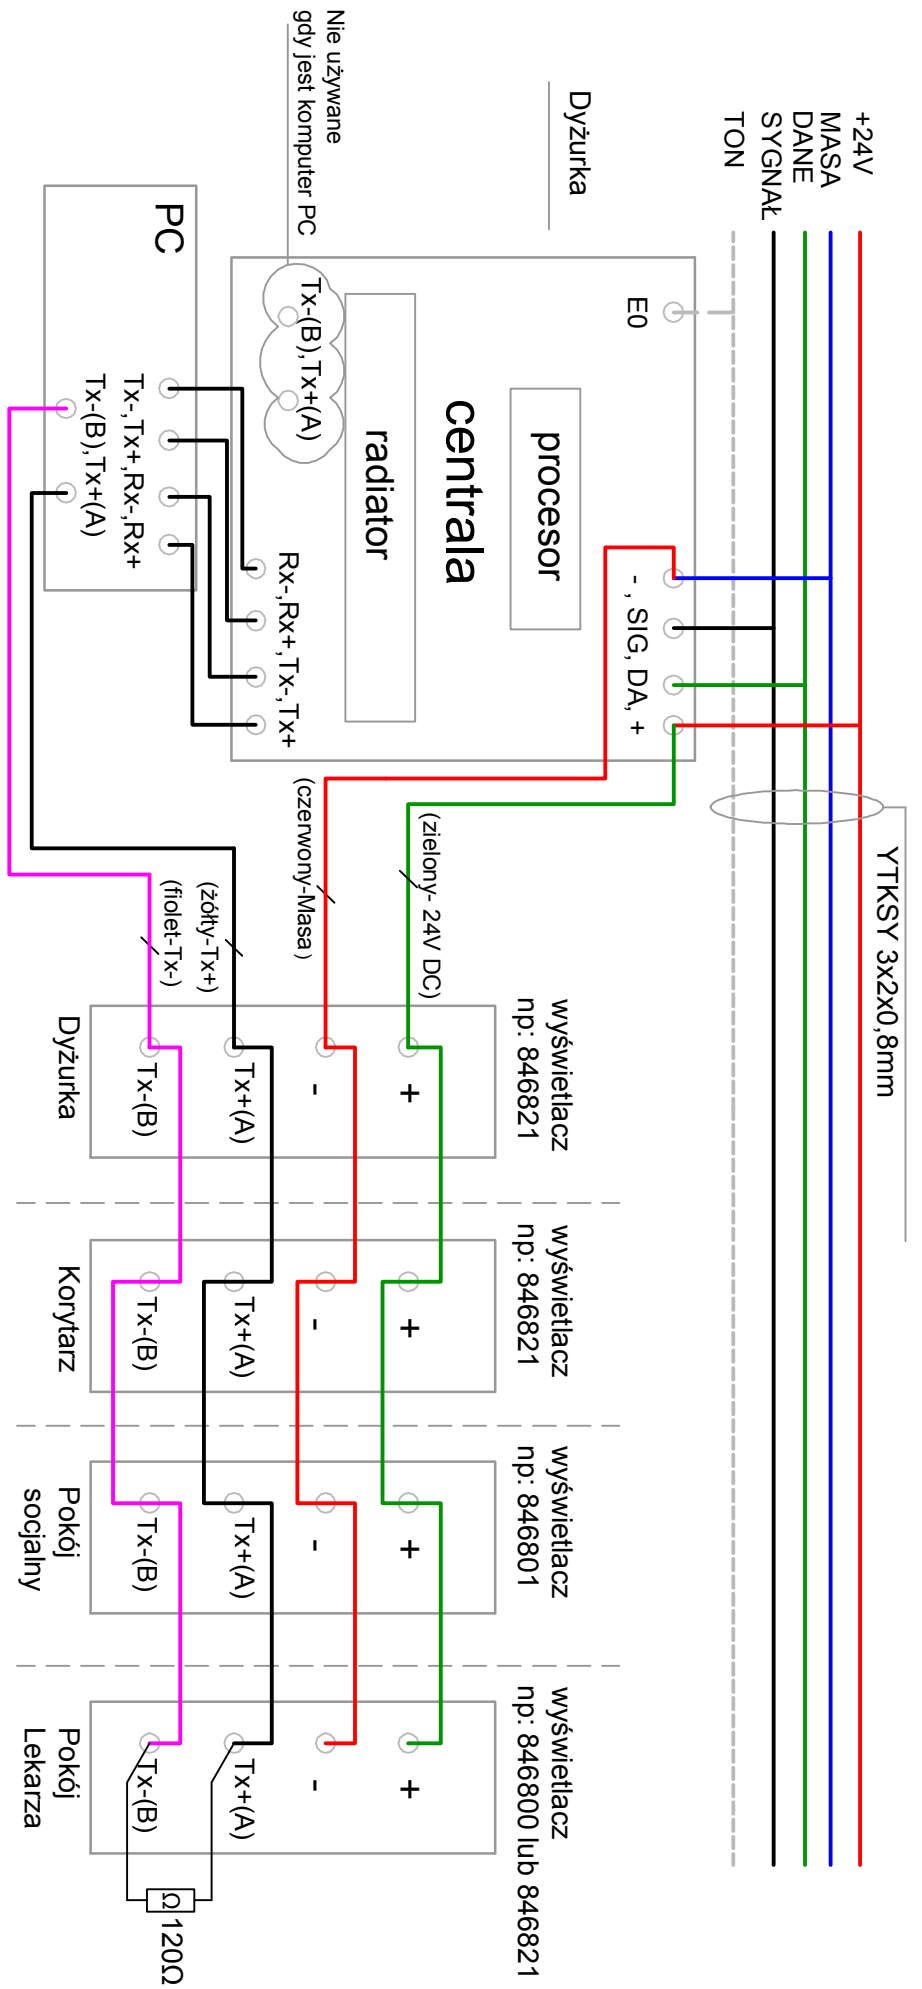 +24V
MASA
DANE
SYGNAŁ
TON
YTKSY 3x2x0,8mm
Dyżurka
Nie używane
gdy jest komputer PC
E0
- , SIG, DA, +
procesor
centrala
radiator
Tx-(B),Tx+(A)
Rx-,Rx+,Tx-,Tx+
PC
Tx-,Tx+,Rx-,Rx+
Tx-(B),Tx+(A)
(zielony- 24V DC)
(czerwony-Masa)
(żółty-Tx+)
(fiolet-Tx-)
wyświetlacz
np: 846821
+
-
Tx+(A)
Tx-(B)
Dyżurka
wyświetlacz
np: 846821
+
-
Tx+(A)
Tx-(B)
Korytarz
wyświetlacz
np: 846801
+
-
Tx+(A)
Tx-(B)
Pokój
socjalny
wyświetlacz
np: 846800 lub 846821
+
-
Tx+(A)
Tx-(B)
Pokój
Lekarza
Ω
120Ω